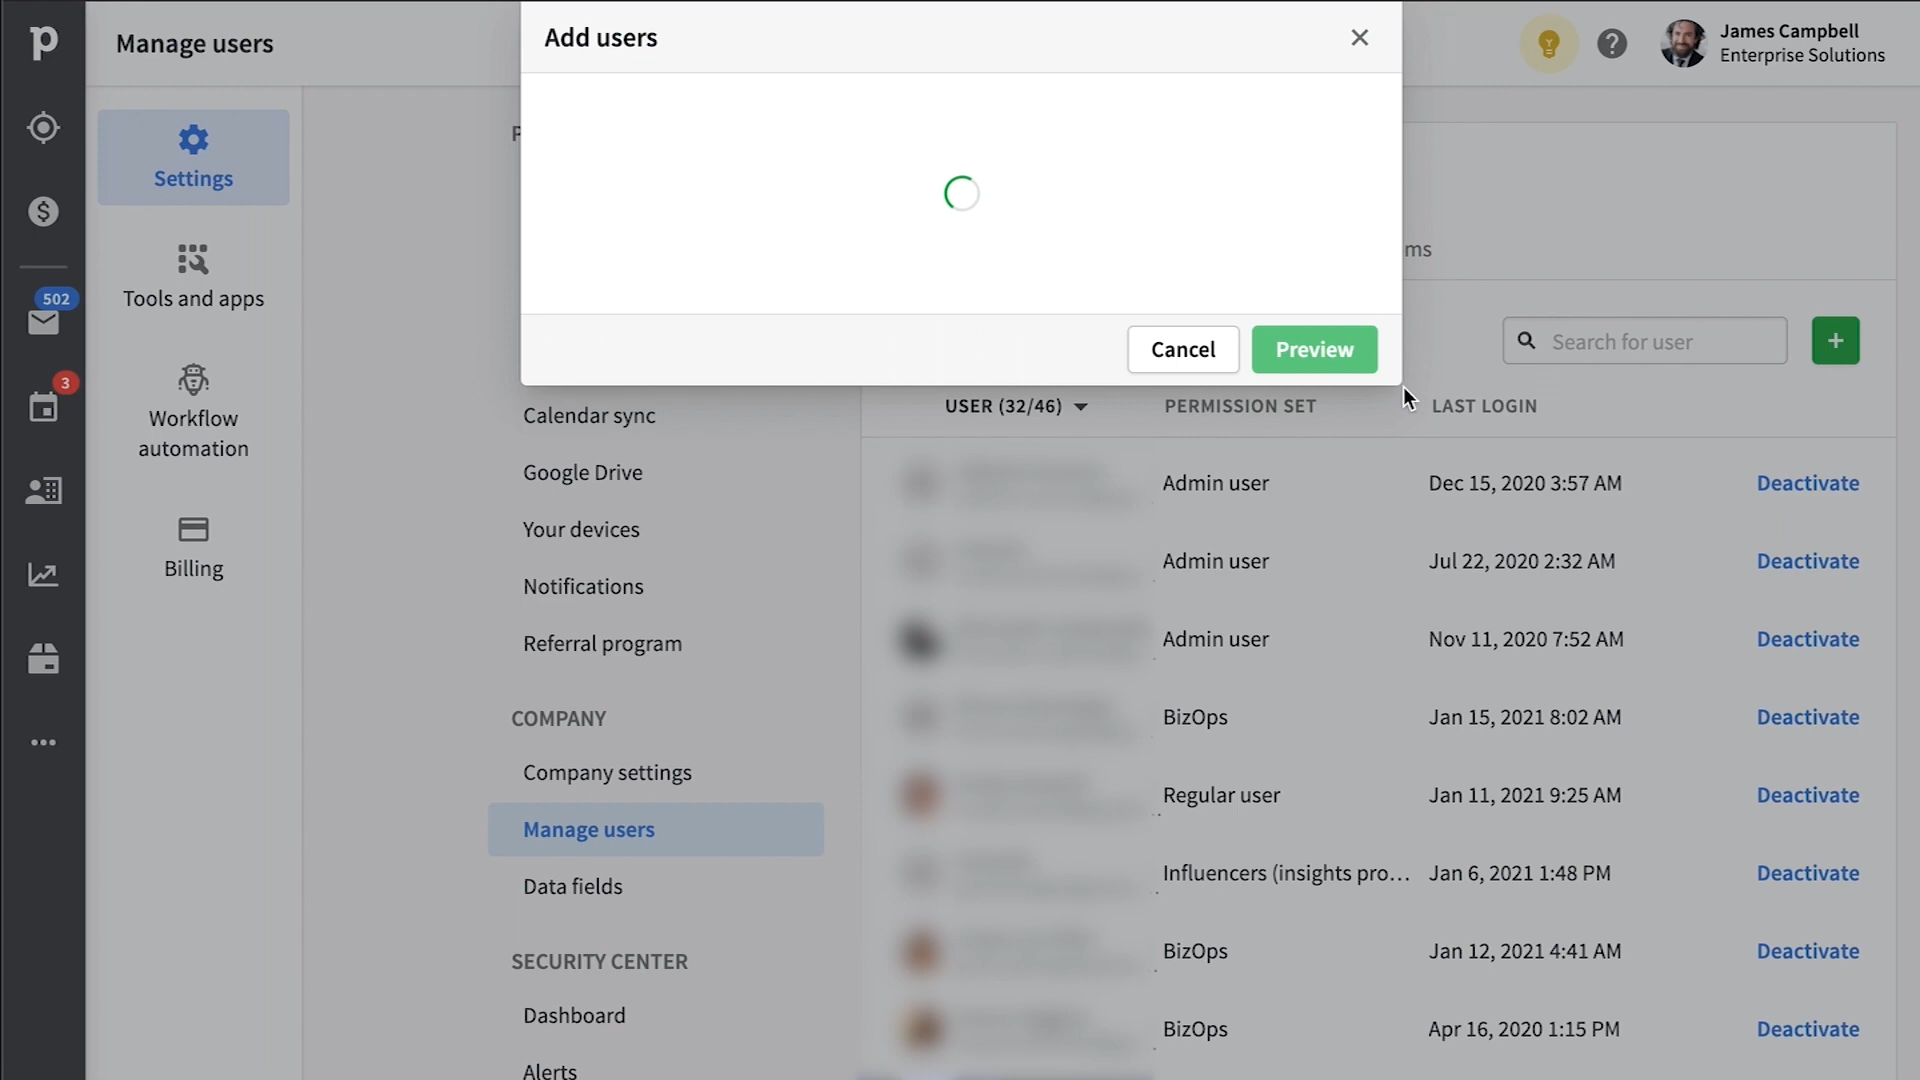 Manage users
Add users
James Campbell
Enterprise Solutions
Settings
Tools and apps
Workflow
automation
Billing
502
3
P
ms
Cancel
Preview
Search for user
+
Calendar sync
Google Drive
Your devices
Notifications
Referral program
COMPANY
Company settings
Manage users
Data fields
SECURITY CENTER
Dashboard
Alerts
USER (32/46) PERMISSION SET LAST LOGIN
Admin user Dec 15, 2020 3:57 AM Deactivate
Admin user Jul 22, 2020 2:32 AM Deactivate
Admin user Nov 11, 2020 7:52 AM Deactivate
BizOps Jan 15, 2021 8:02 AM Deactivate
Regular user Jan 11, 2021 9:25 AM Deactivate
Influencers (insights pro... Jan 6, 2021 1:48 PM Deactivate
BizOps Jan 12, 2021 4:41 AM Deactivate
BizOps Apr 16, 2020 1:15 PM Deactivate